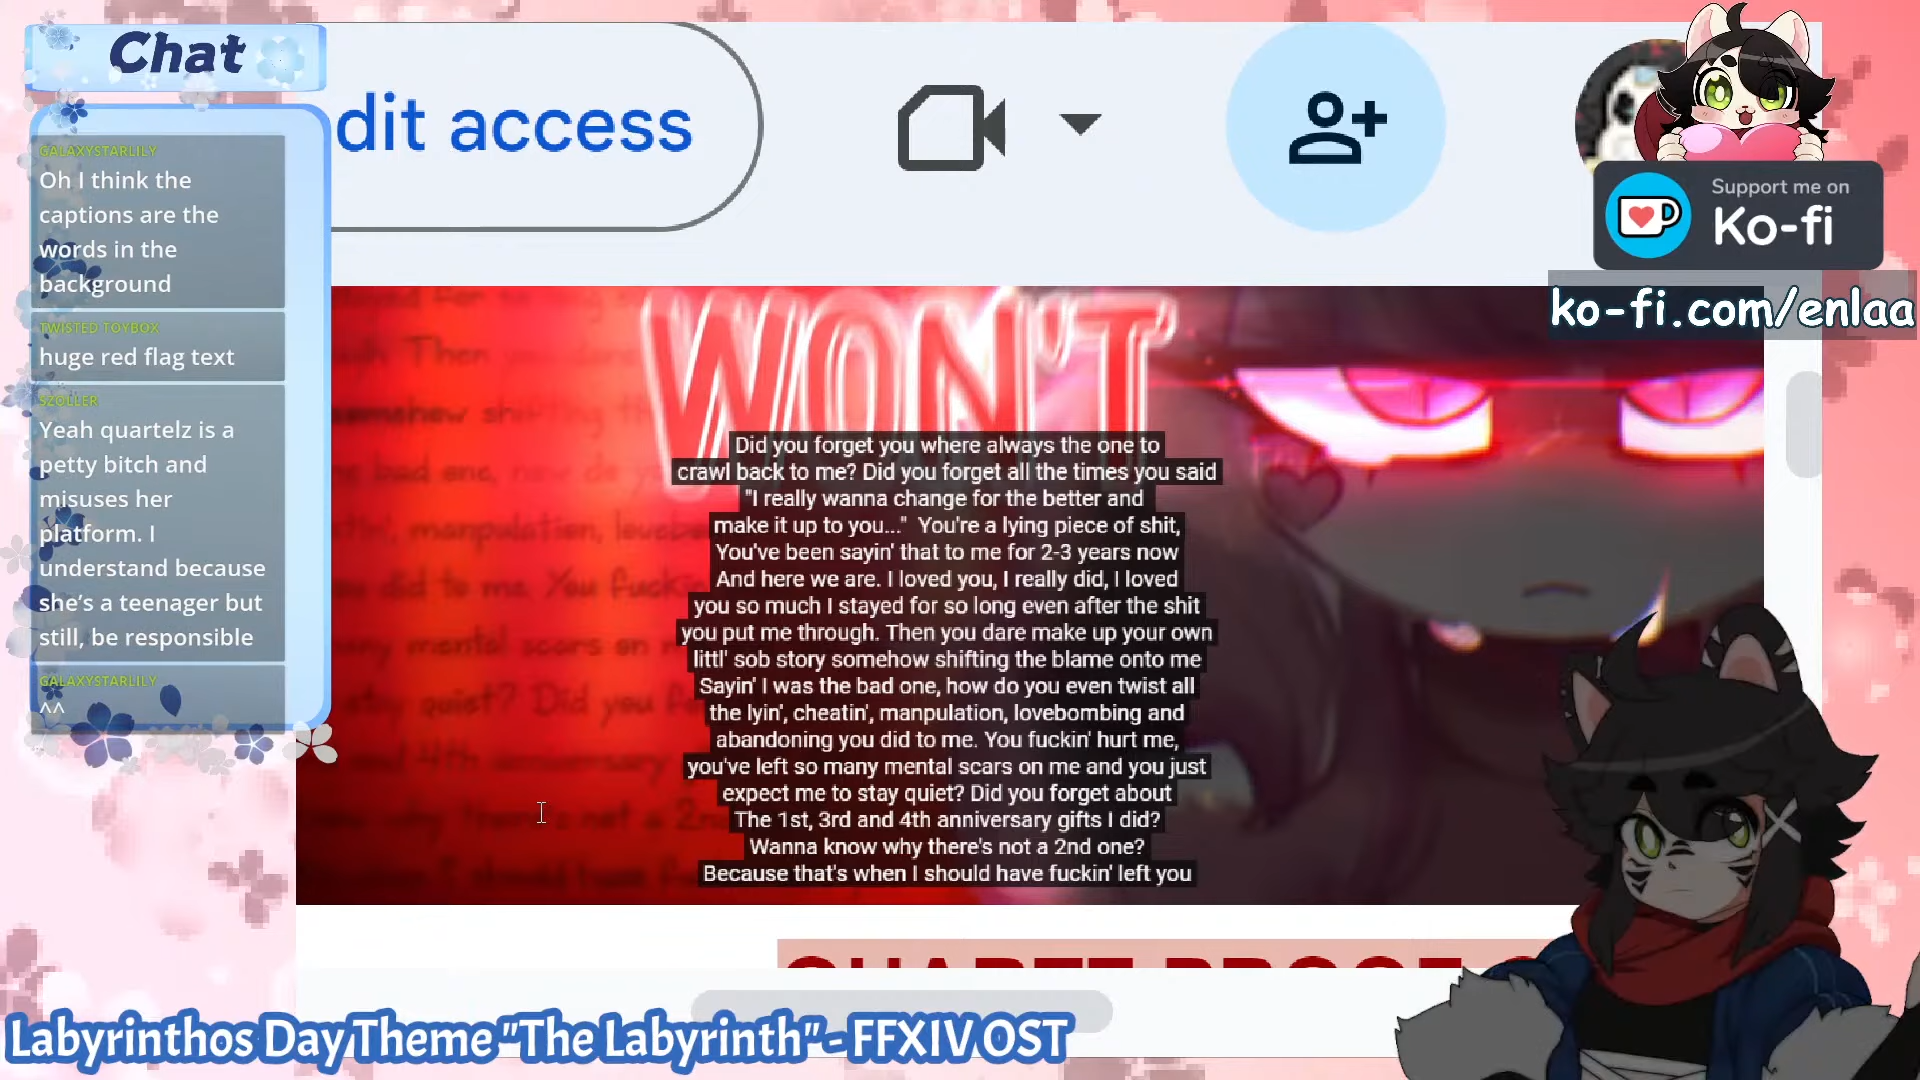 Chat
GALAXYSTARLILY
Oh I think the
captions are the
words in the
background
TWISTED TOYBOX
huge red flag text
SZOLLER
Yeah quartelz is a
petty bitch and
misuses her
platform. I
understand because
she's a teenager but
still, be responsible
GALAXYSTARLILY
^^
dit access
Support me on
Ko-fi
ko-fi.com/enlaa
WON'T
Did you forget you where always the one to
crawl back to me? Did you forget all the times you said
"I really wanna change for the better and
make it up to you..." You're a lying piece of shit,
You've been sayin' that to me for 2-3 years now
And here we are. I loved you, I really did, I loved
you so much I stayed for so long even after the shit
you put me through. Then you dare make up your own
littl' sob story somehow shifting the blame onto me
Sayin' I was the bad one, how do you even twist all
the lyin', cheatin', manpulation, lovebombing and
abandoning you did to me. You fuckin' hurt me,
you've left so many mental scars on me and you just
expect me to stay quiet? Did you forget about
The 1st, 3rd and 4th anniversary gifts I did?
Wanna know why there's not a 2nd one?
Because that's when I should have fuckin' left you
Labyrinthos Day Theme "The Labyrinth" - FFXIV OST